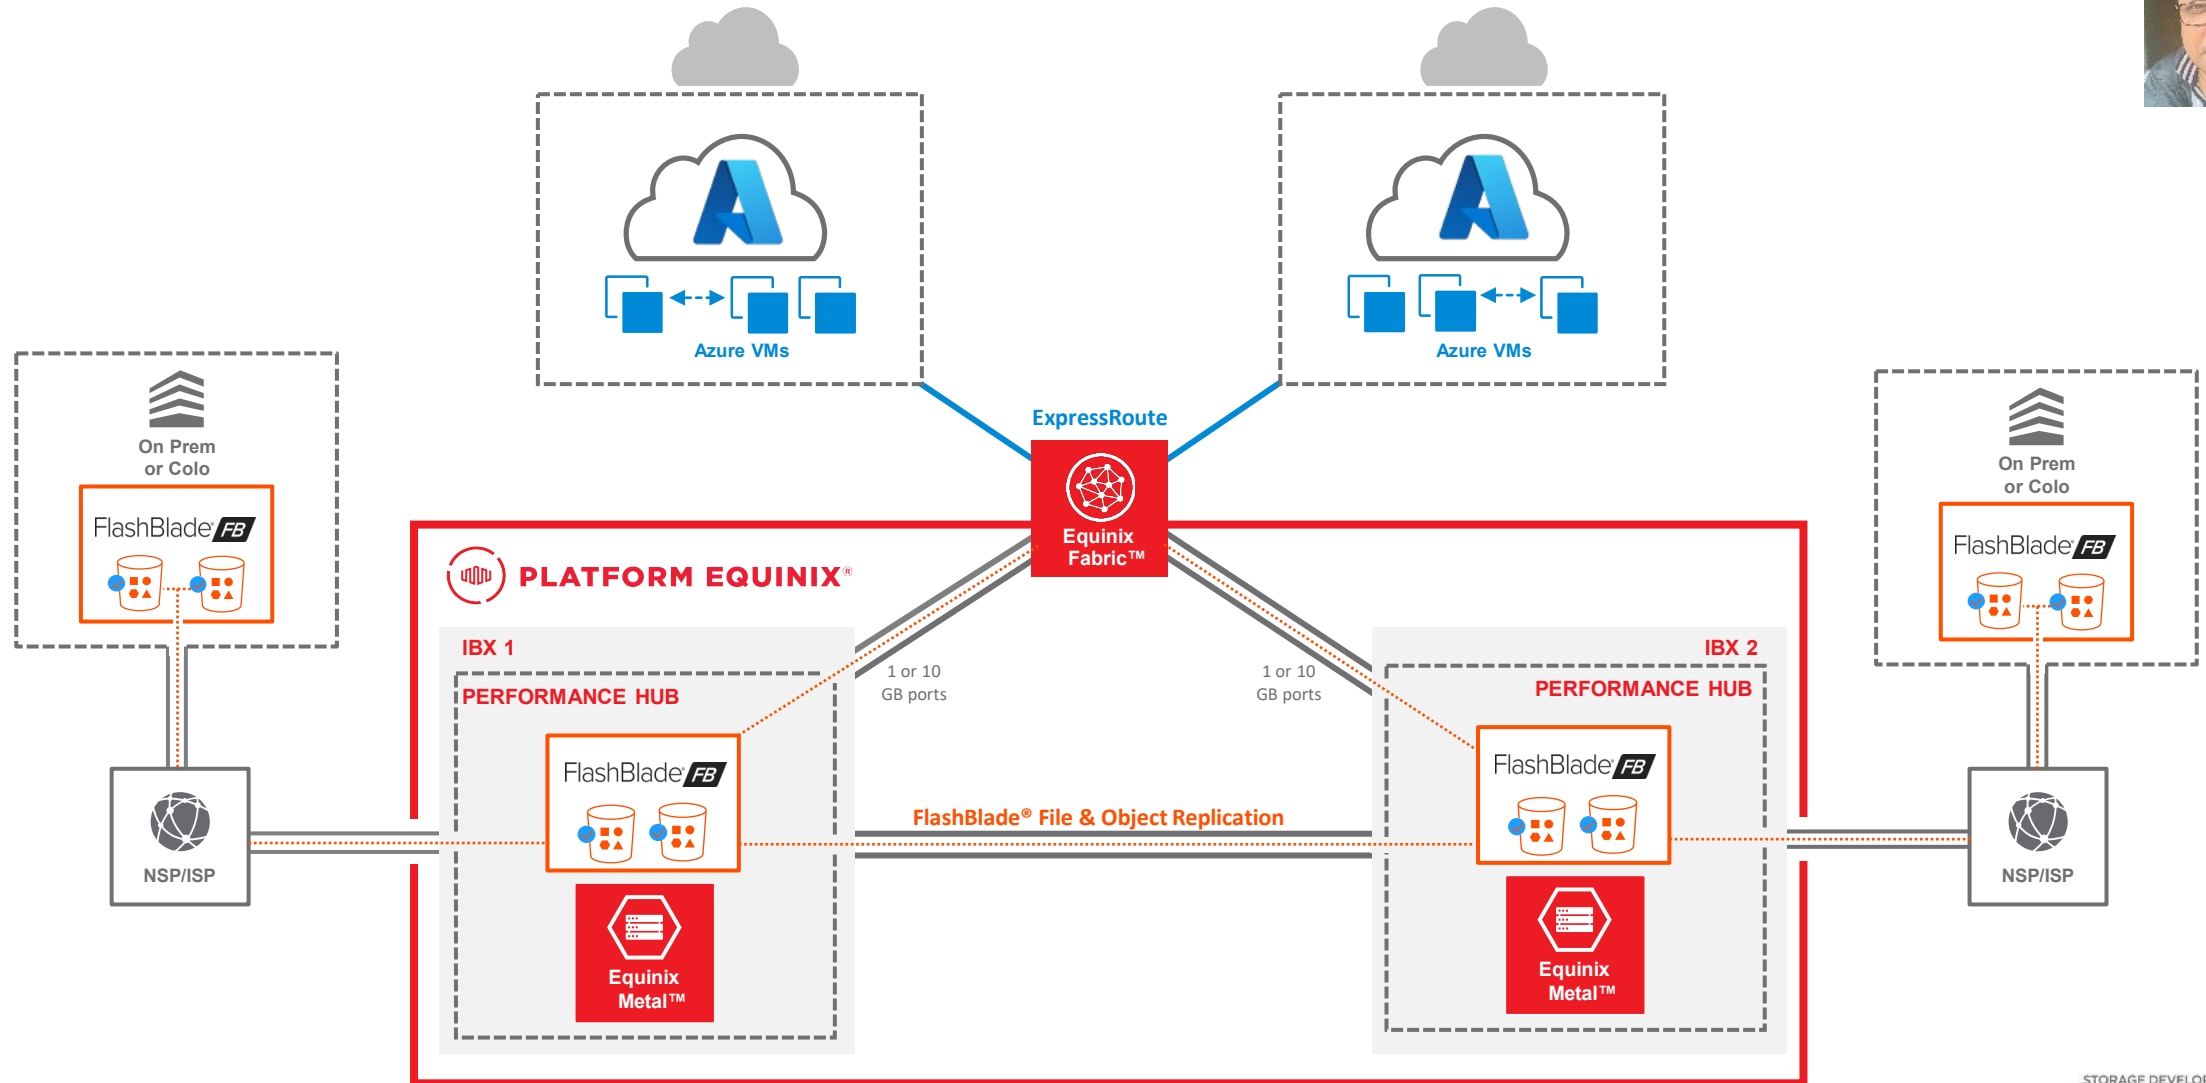 Azure VMs
Azure VMs
ExpressRoute
On Prem
or Colo
FlashBlade® FB
On Prem
or Colo
FlashBlade® FB
Equinix
Fabric™
PLATFORM EQUINIX®
IBX 1
PERFORMANCE HUB
1 or 10
GB ports
1 or 10
GB ports
IBX 2
PERFORMANCE HUB
FlashBlade® FB
FlashBlade® FB
FlashBlade® File & Object Replication
NSP/ISP
NSP/ISP
Equinix
Metal™
Equinix
Metal™